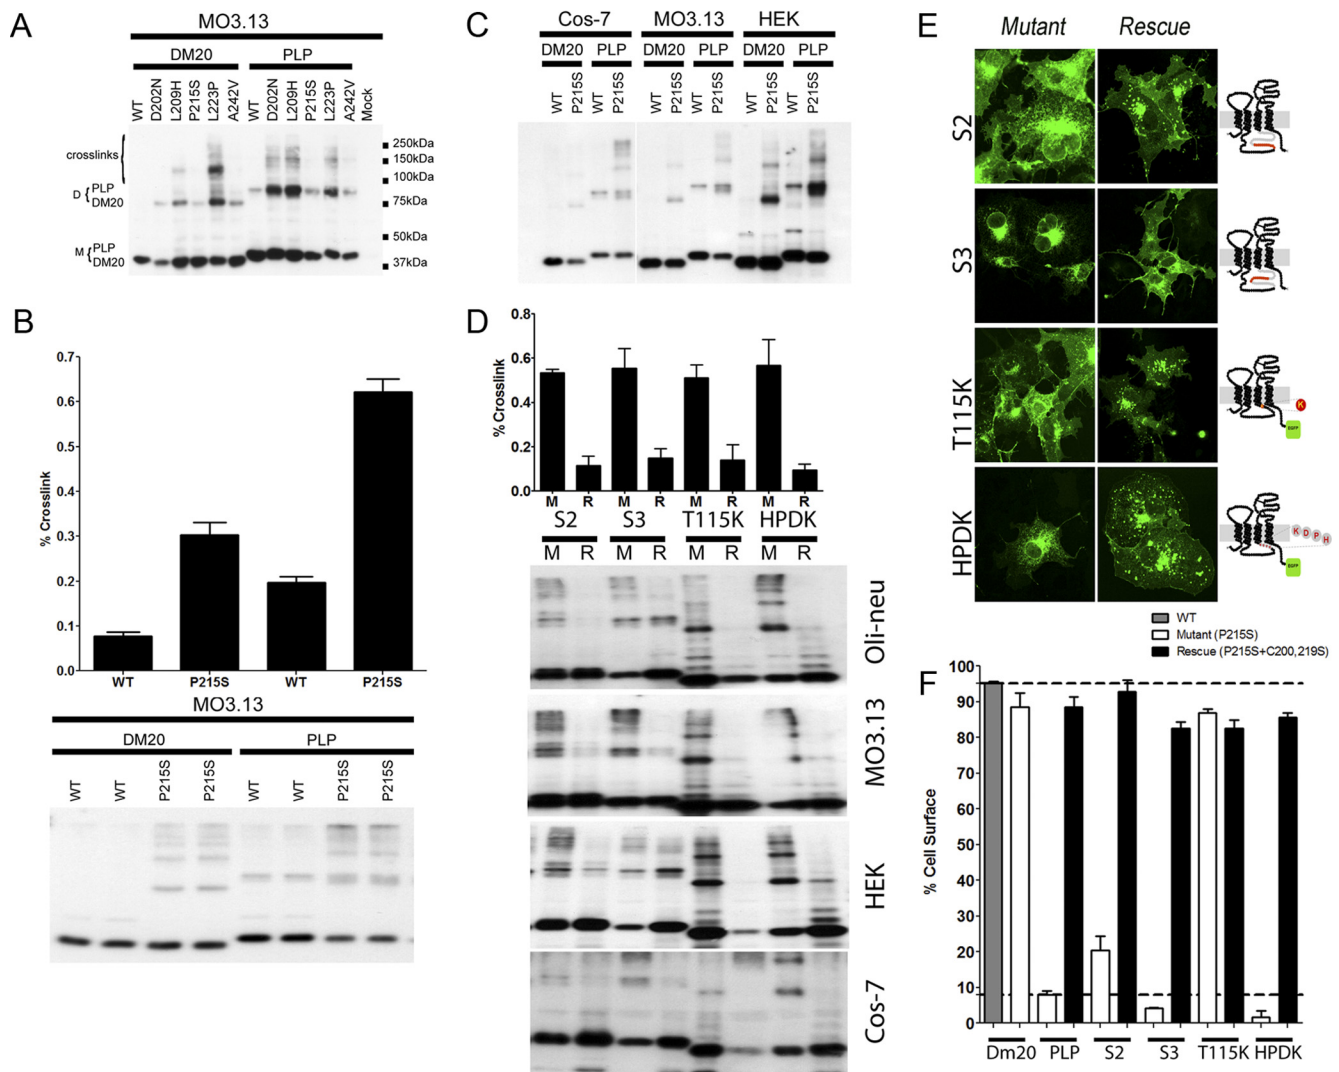 A
MO3.13
DM20
PLP
WT
D202N
L209H
P215S
L223P
A242V
WT
D202N
L209H
P215S
L223P
A242V
Mock
crosslinks
D { PLP
DM20
M { PLP
DM20
250kDa
150kDa
100kDa
75kDa
50kDa
37kDa
B
% Crosslink
0.7
0.6
0.5
0.4
0.3
0.2
0.1
0.0
WT
P215S
WT
P215S
MO3.13
DM20
PLP
WT
WT
P215S
P215S
WT
WT
P215S
P215S
C
Cos-7
MO3.13
HEK
DM20
PLP
DM20
PLP
DM20
PLP
WT
P215S
WT
P215S
WT
P215S
WT
P215S
WT
P215S
WT
P215S
D
% Crosslink
0.8
0.6
0.4
0.2
0.0
M R M R M R M R
S2 S3 T115K HPDK
M R M R M R M R
Oli-neu
MO3.13
HEK
Cos-7
E
Mutant
Rescue
S2
S3
T115K
K
EGFP
HPDK
K D P H
EGFP
WT
Mutant (P215S)
Rescue (P215S+C200,219S)
F
% Cell Surface
100
90
80
70
60
50
40
30
20
10
0
Dm20
PLP
S2
S3
T115K
HPDK